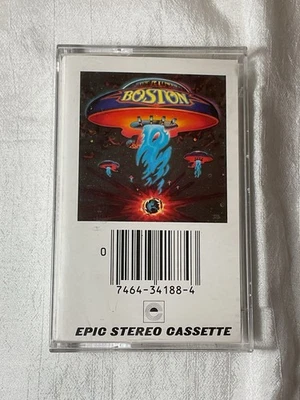 BOSTON
0
7464-34188-4
EPIC STEREO CASSETTE